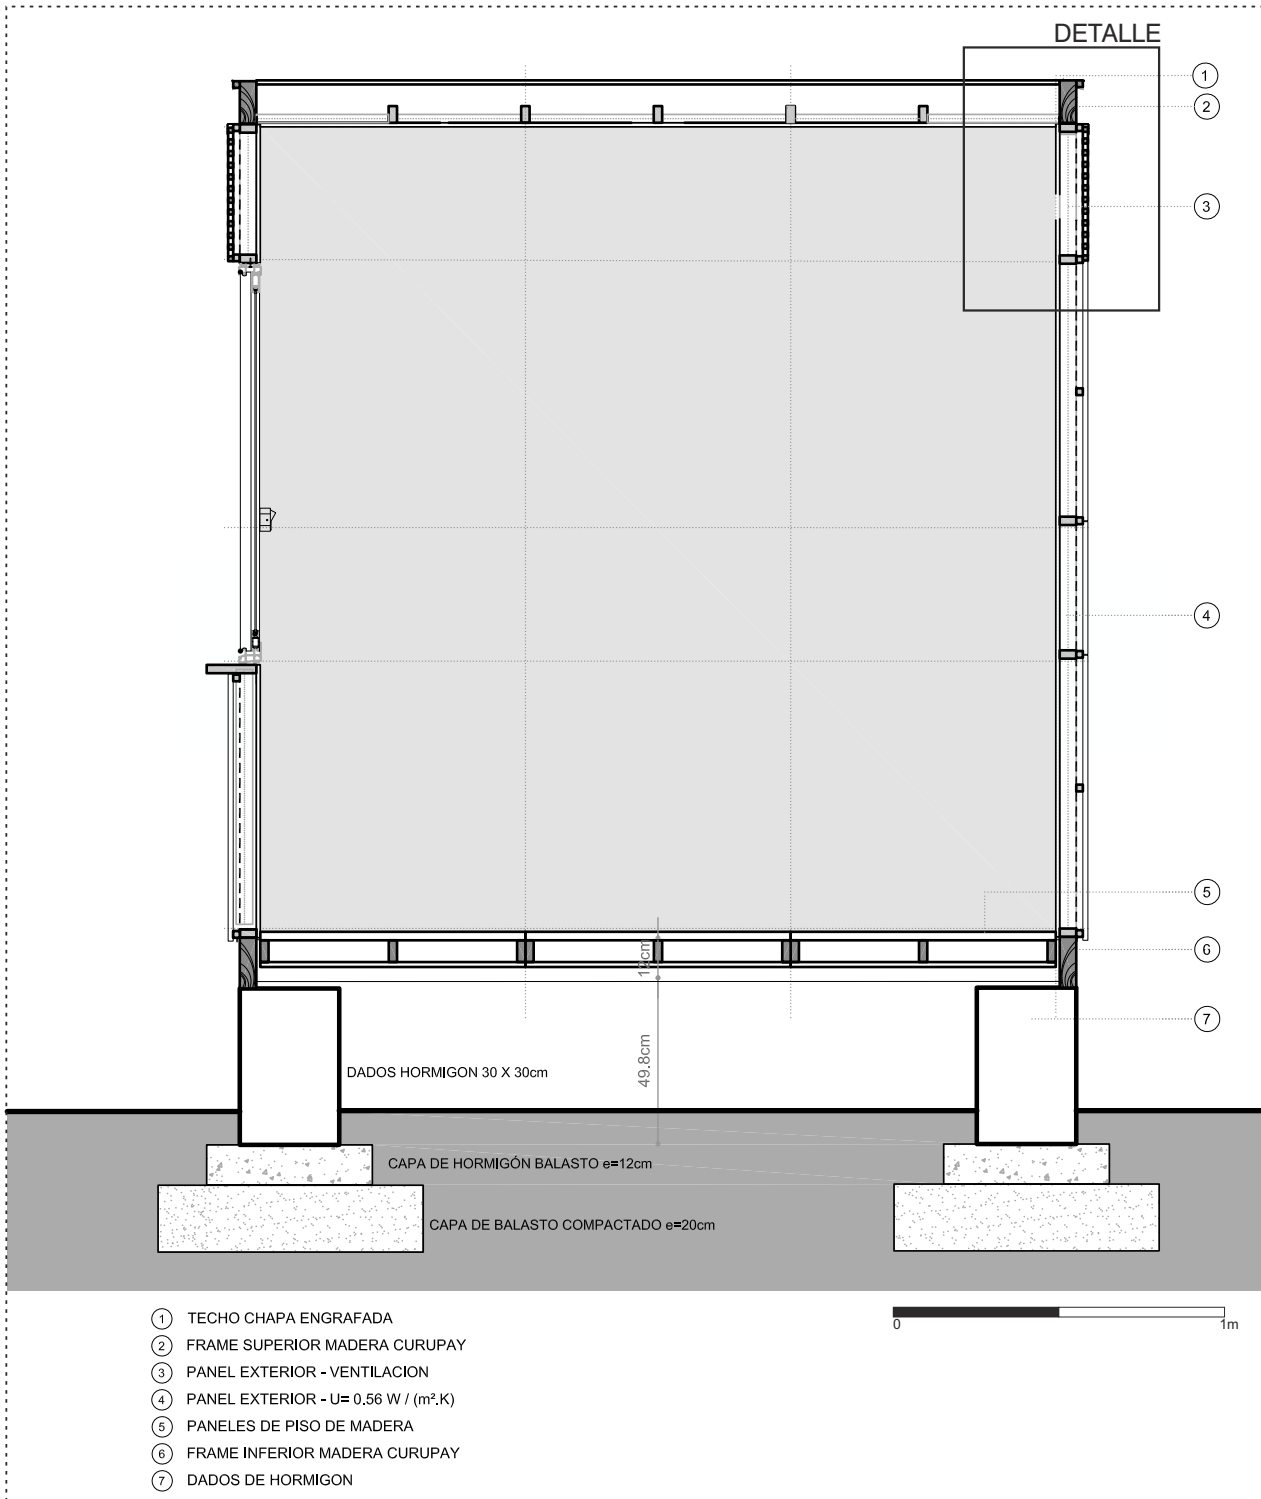 DETALLE
1
2
3
4
5
6
7
12cm
49.8cm
DADOS HORMIGON 30 X 30cm
CAPA DE HORMIGÓN BALASTO e=12cm
CAPA DE BALASTO COMPACTADO e=20cm
0 1m
1 TECHO CHAPA ENGRAFADA
2 FRAME SUPERIOR MADERA CURUPAY
3 PANEL EXTERIOR - VENTILACION
4 PANEL EXTERIOR - U= 0.56 W / (m².K)
5 PANELES DE PISO DE MADERA
6 FRAME INFERIOR MADERA CURUPAY
7 DADOS DE HORMIGON